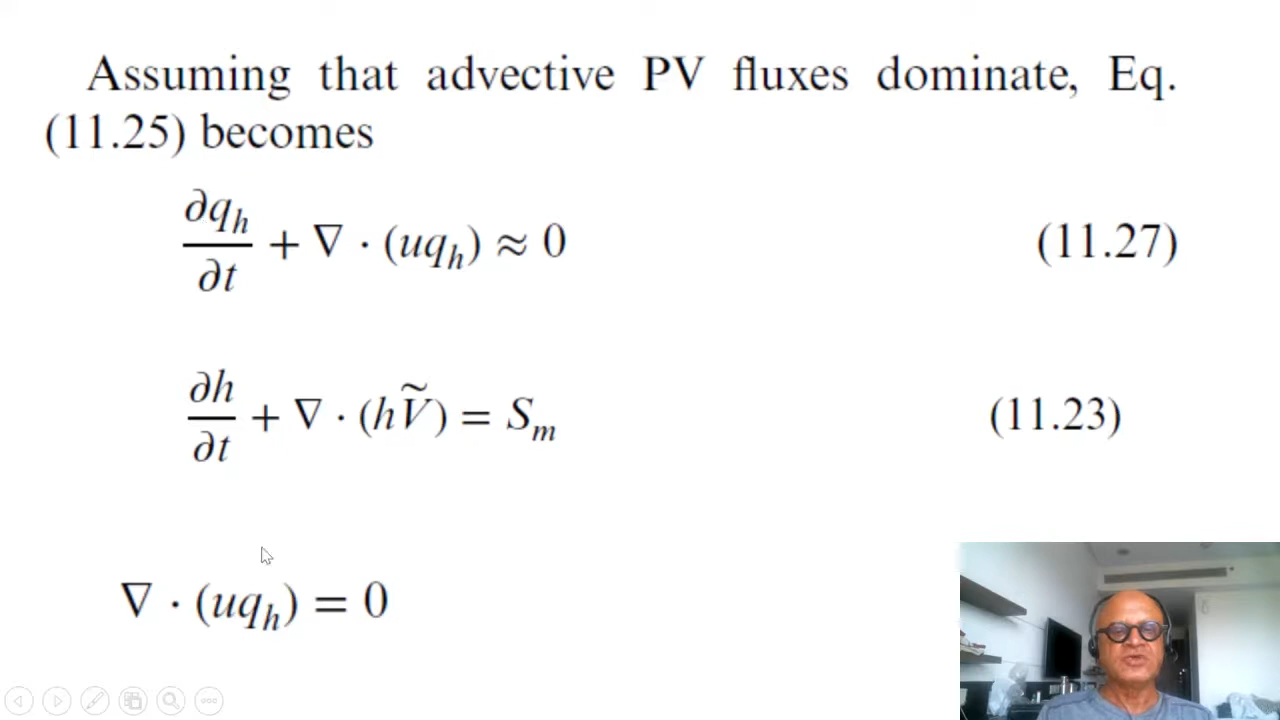 Assuming that advective PV fluxes dominate, Eq.
(11.25) becomes
∂q_h/∂t + ∇ · (uq_h) ≈ 0 (11.27)
∂h/∂t + ∇ · (hṼ) = S_m (11.23)
∇ · (uq_h) = 0